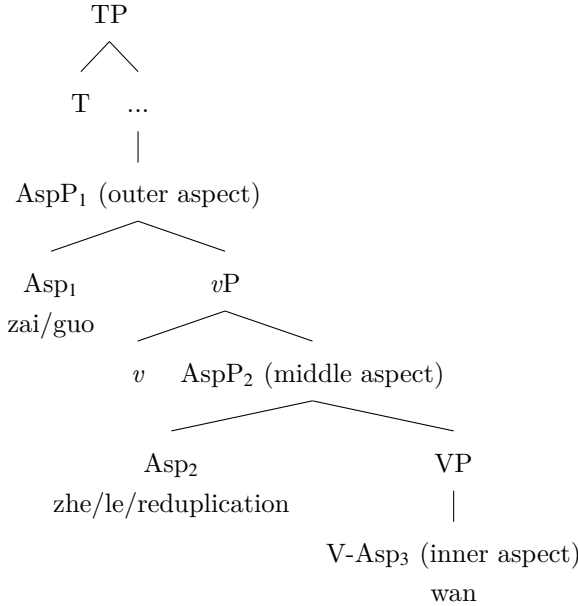 TP
T ...
AspP₁ (outer aspect)
Asp₁ vP
zai/guo
v AspP₂ (middle aspect)
Asp₂ VP
zhe/le/reduplication
V-Asp₃ (inner aspect)
wan